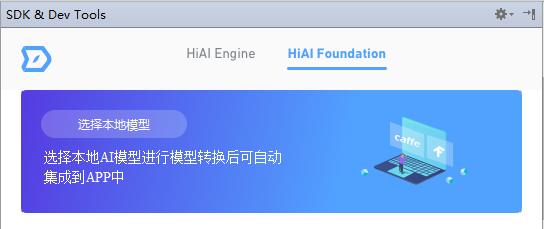 SDK & Dev Tools
HiAI Engine
HiAI Foundation
选择本地模型
选择本地AI模型进行模型转换后可自动
集成到APP中
caffe